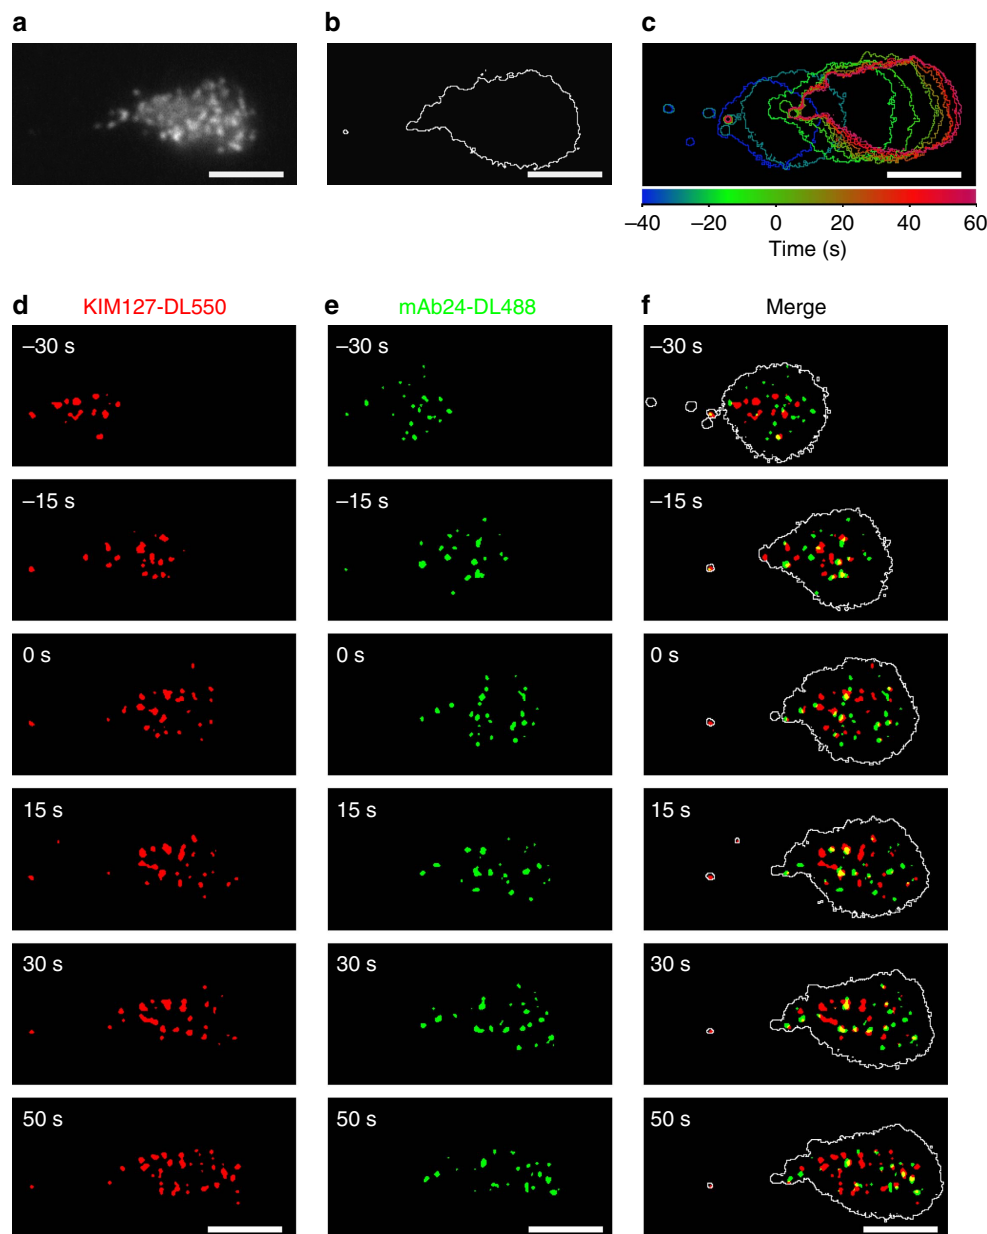 a
b
c
–40 –20 0 20 40 60
Time (s)
d KIM127-DL550
e mAb24-DL488
f Merge
–30 s –30 s –30 s
–15 s –15 s –15 s
0 s 0 s 0 s
15 s 15 s 15 s
30 s 30 s 30 s
50 s 50 s 50 s